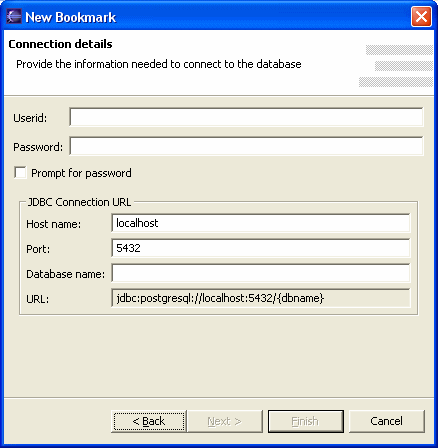 New Bookmark
Connection details
Provide the information needed to connect to the database
Userid:
Password:
Prompt for password
JDBC Connection URL
Host name: localhost
Port: 5432
Database name:
URL: jdbc:postgresql://localhost:5432/{dbname}
< Back Next > Finish Cancel